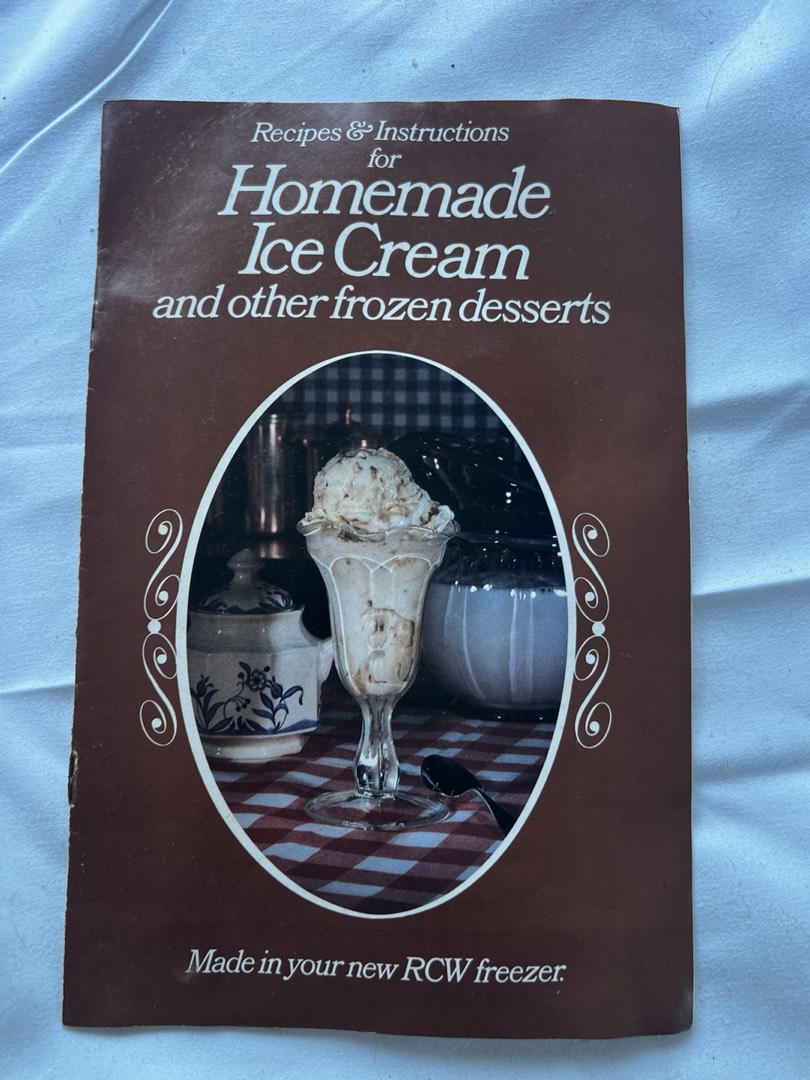 Recipes & Instructions
for
Homemade
Ice Cream
and other frozen desserts
Made in your new RCW freezer.